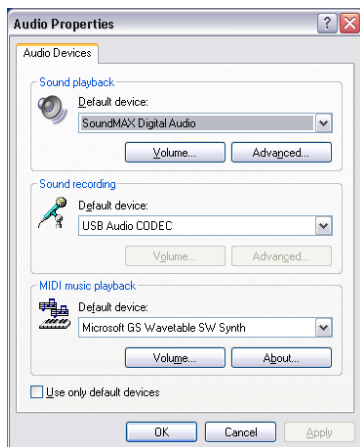 Audio Properties
Audio Devices
Sound playback
Default device:
SoundMAX Digital Audio
Volume... Advanced...
Sound recording
Default device:
USB Audio CODEC
Volume... Advanced...
MIDI music playback
Default device:
Microsoft GS Wavetable SW Synth
Volume... About...
Use only default devices
OK Cancel Apply